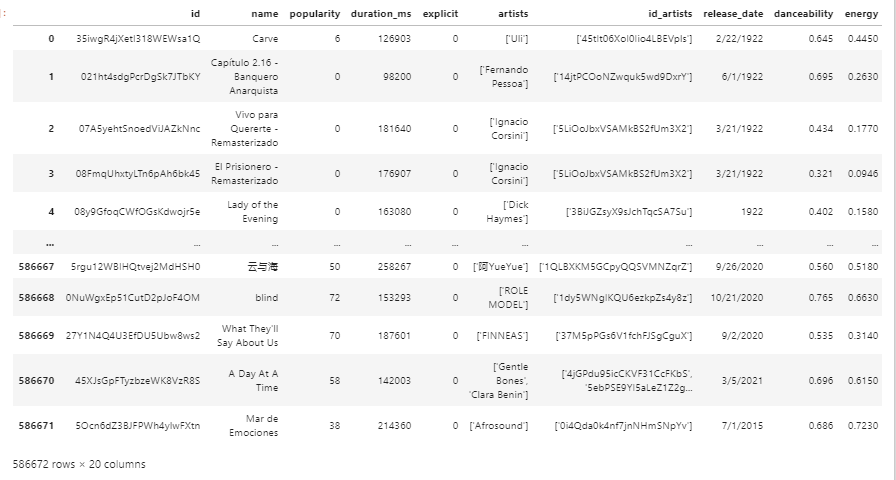 id name popularity duration_ms explicit artists id_artists release_date danceability energy
0 35iwgR4jXetI318WEWsa1Q Carve 6 126903 0 ['Uli'] ['45tIt06XoI0Iio4LBEVpls'] 2/22/1922 0.645 0.4450
1 021ht4sdgPcrDgSk7JTbKY Capítulo 2.16 - Banquero Anarquista 0 98200 0 ['Fernando Pessoa'] ['14jtPCOoNZwquk5wd9DxrY'] 6/1/1922 0.695 0.2630
2 07A5yehtSnoedViJAZkNnc Vivo para Quererte - Remasterizado 0 181640 0 ['Ignacio Corsini'] ['5LiOoJbxVSAMkBS2fUm3X2'] 3/21/1922 0.434 0.1770
3 08FmqUhxtyLTn6pAh6bk45 El Prisionero - Remasterizado 0 176907 0 ['Ignacio Corsini'] ['5LiOoJbxVSAMkBS2fUm3X2'] 3/21/1922 0.321 0.0946
4 08y9GfoqCWfOGsKdwojr5e Lady of the Evening 0 163080 0 ['Dick Haymes'] ['3BiJGZsyX9sJchTqcSA7Su'] 1922 0.402 0.1580
... ... ... ... ... ... ... ... ... ... ...
586667 5rgu12WBIHQtvej2MdHSH0 云与海 50 258267 0 ['阿YueYue'] ['1QLBXKM5GCpyQQSVMNZqrZ'] 9/26/2020 0.560 0.5180
586668 0NuWgxEp51CutD2pJoF4OM blind 72 153293 0 ['ROLE MODEL'] ['1dy5WNgIKQU6ezkpZs4y8z'] 10/21/2020 0.765 0.6630
586669 27Y1N4Q4U3EfDU5Ubw8ws2 What They'll Say About Us 70 187601 0 ['FINNEAS'] ['37M5pPGs6V1fchFJSgCguX'] 9/2/2020 0.535 0.3140
586670 45XJsGpFTyzbzeWK8VzR8S A Day At A Time 58 142003 0 ['Gentle Bones', 'Clara Benin'] ['4jGPdu95icCKVF31CcFKbS', '5ebPSE9YI5aLeZ1Z2g... 3/5/2021 0.696 0.6150
586671 5Ocn6dZ3BJFPWh4ylwFXtn Mar de Emociones 38 214360 0 ['Afrosound'] ['0i4Qda0k4nf7jnNHmSNpYv'] 7/1/2015 0.686 0.7230
586672 rows × 20 columns